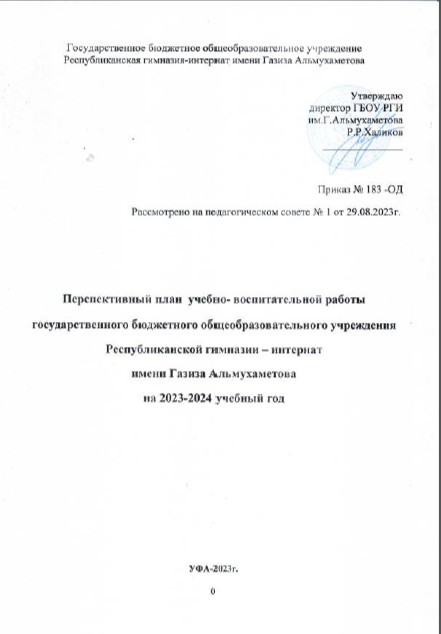 Государственное бюджетное общеобразовательное учреждение
Республиканская гимназия-интернат имени Газиза Альмухаметова
Утверждаю
директор ГБОУ РГИ
им.Г.Альмухаметова
Р.Р.Халиков
Приказ № 183 -ОД
Рассмотрено на педагогическом совете № 1 от 29.08.2023г.
Перспективный план учебно- воспитательной работы
государственного бюджетного общеобразовательного учреждения
Республиканской гимназии – интернат
имени Газиза Альмухаметова
на 2023-2024 учебный год
УФА-2023г.
0